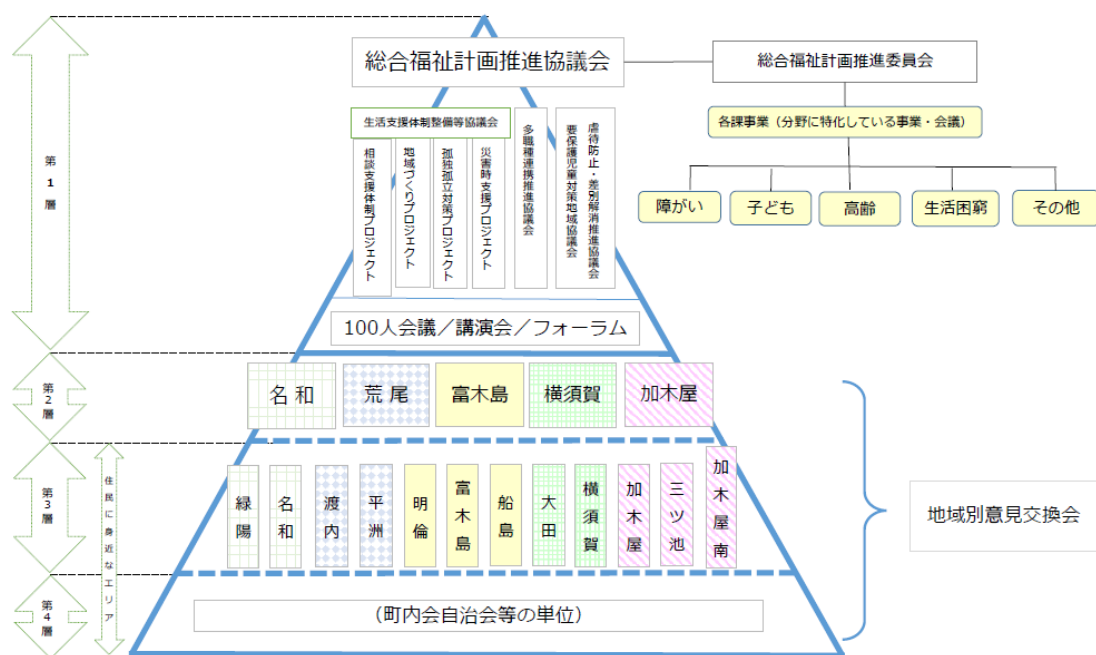 総合福祉計画推進協議会
総合福祉計画推進委員会
各課事業（分野に特化している事業・会議）
障がい
子ども
高齢
生活困窮
その他
第1層
生活支援体制整備等協議会
相談支援体制プロジェクト
地域づくりプロジェクト
孤独孤立対策プロジェクト
災害時支援プロジェクト
多職種連携推進協議会
虐待防止・差別解消推進協議会
要保護児童対策地域協議会
100人会議／講演会／フォーラム
第2層
名和
荒尾
富木島
横須賀
加木屋
第3層
住民に身近なエリア
緑陽
名和
渡内
平洲
明倫
富木島
船島
大田
横須賀
加木屋
三ツ池
加木屋南
地域別意見交換会
第4層
（町内会自治会等の単位）